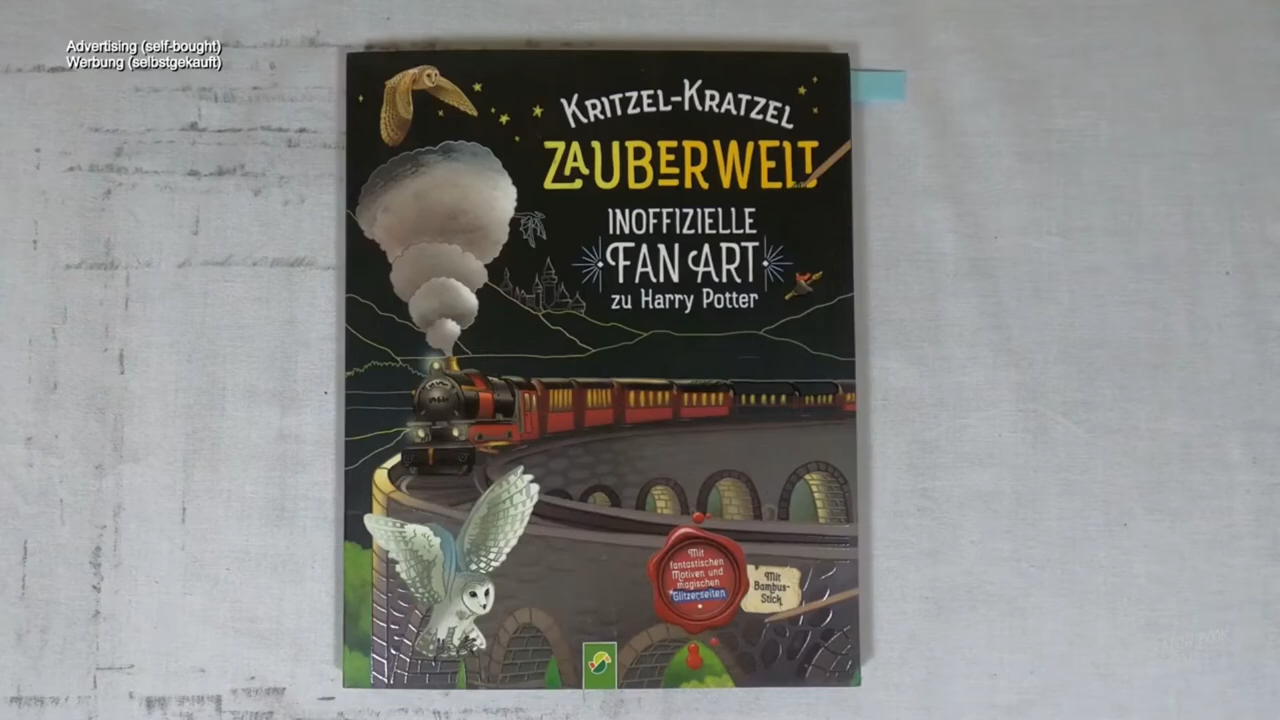 Advertising (self-bought)
Werbung (selbstgekauft)
KRITZEL-KRATZEL
ZAUBERWELT
INOFFIZIELLE
FAN ART
zu Harry Potter
Mit
fantastischen
Motiven und
magischen
Glitzerseiten
Mit
Bambus-
Stick